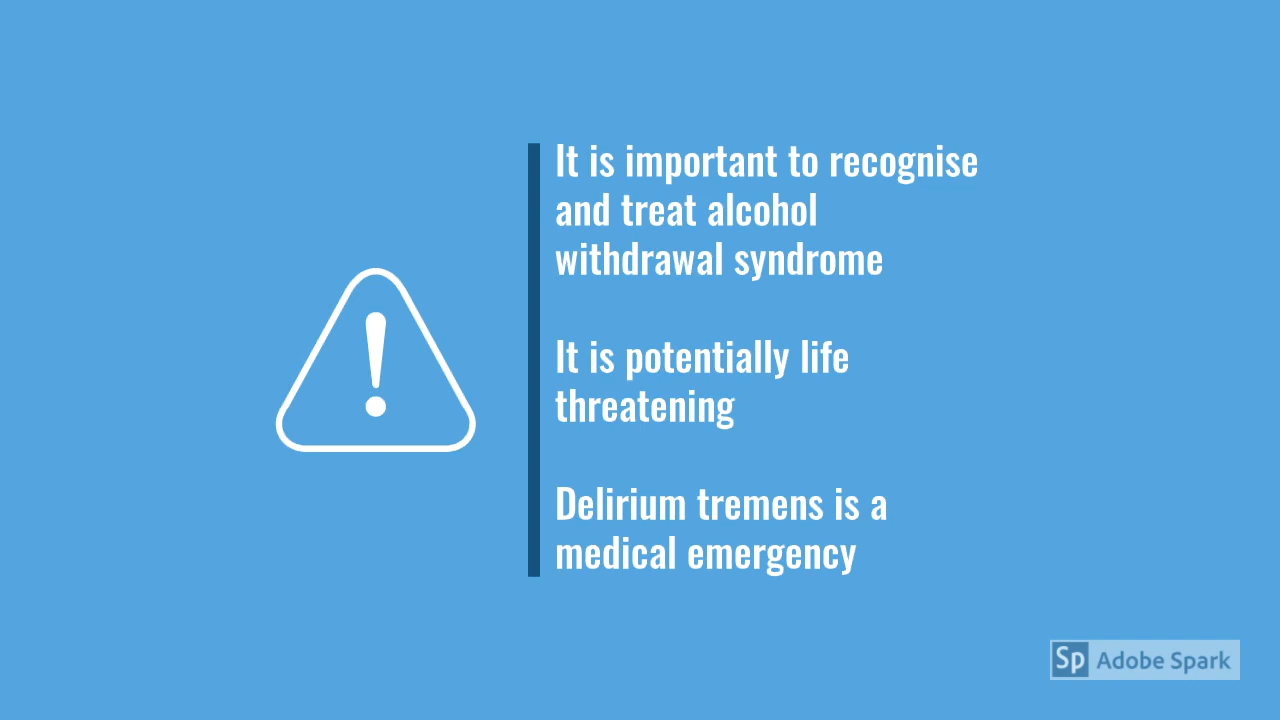 It is important to recognise
and treat alcohol
withdrawal syndrome
It is potentially life
threatening
Delirium tremens is a
medical emergency
!
Sp Adobe Spark